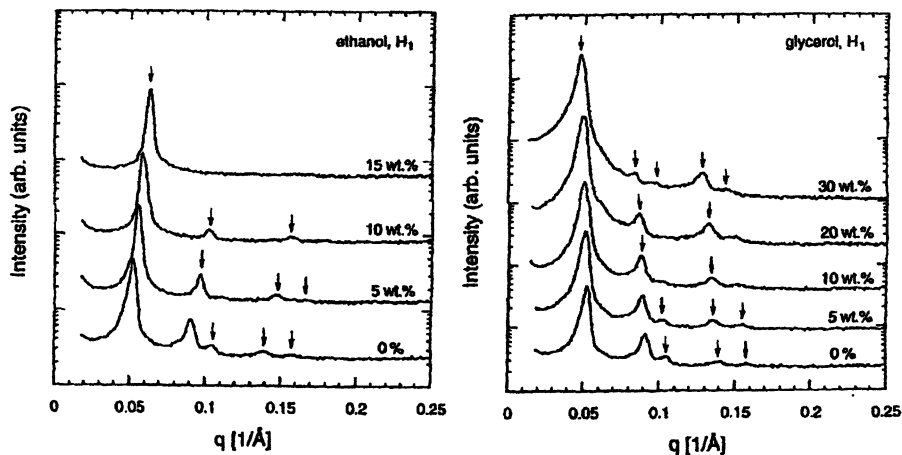 ethanol, H₁
Intensity (arb. units)
15 wt.%
10 wt.%
5 wt.%
0 %
0 0.05 0.1 0.15 0.2 0.25
q [1/Å]
glycerol, H₁
Intensity (arb. units)
30 wt.%
20 wt.%
10 wt.%
5 wt.%
0 %
0 0.05 0.1 0.15 0.2 0.25
q [1/Å]